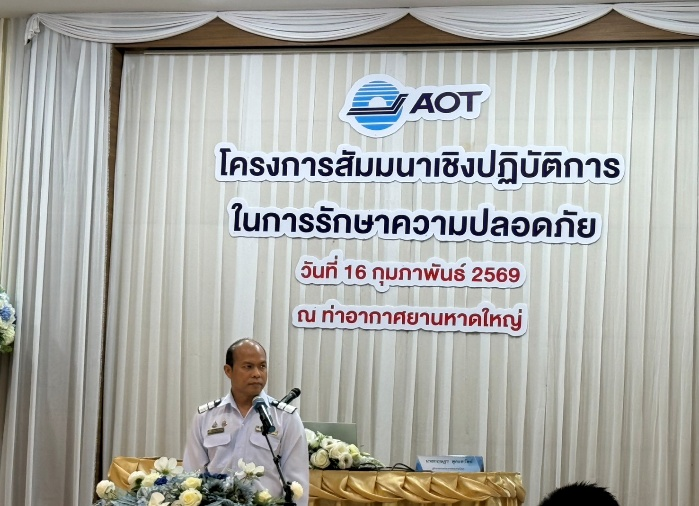 AOT
โครงการสัมมนาเชิงปฏิบัติการ
ในการรักษาความปลอดภัย
วันที่ 16 กุมภาพันธ์ 2569
ณ ท่าอากาศยานหาดใหญ่